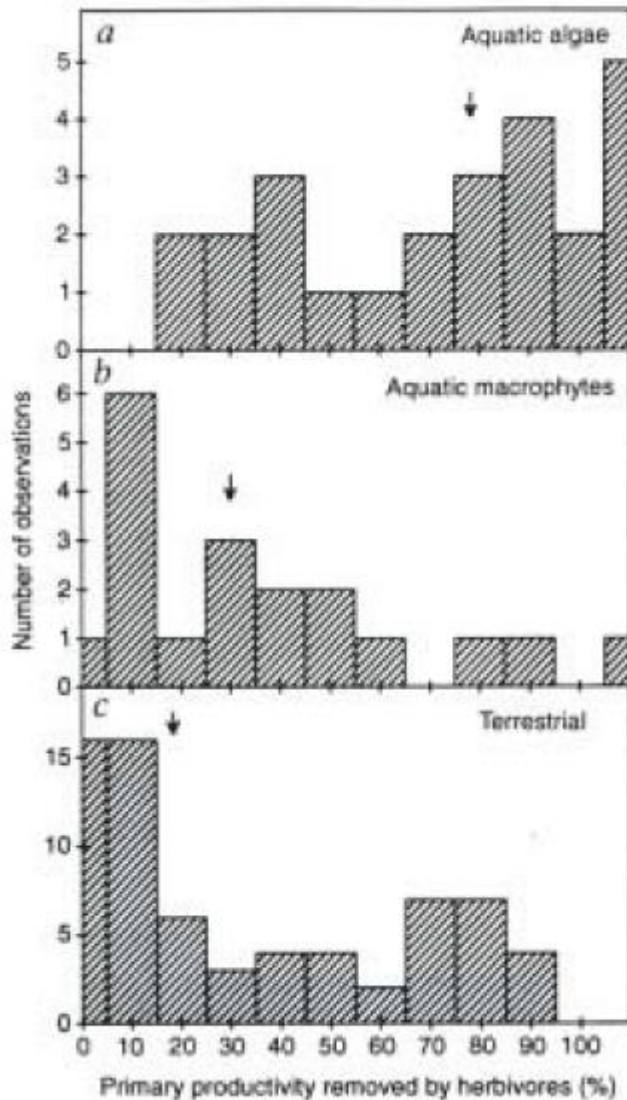 a
Aquatic algae
5
4
3
2
1
0
b
Aquatic macrophytes
6
5
4
3
2
1
0
c
Terrestrial
15
10
5
0
0 10 20 30 40 50 60 70 80 90 100
Number of observations
Primary productivity removed by herbivores (%)